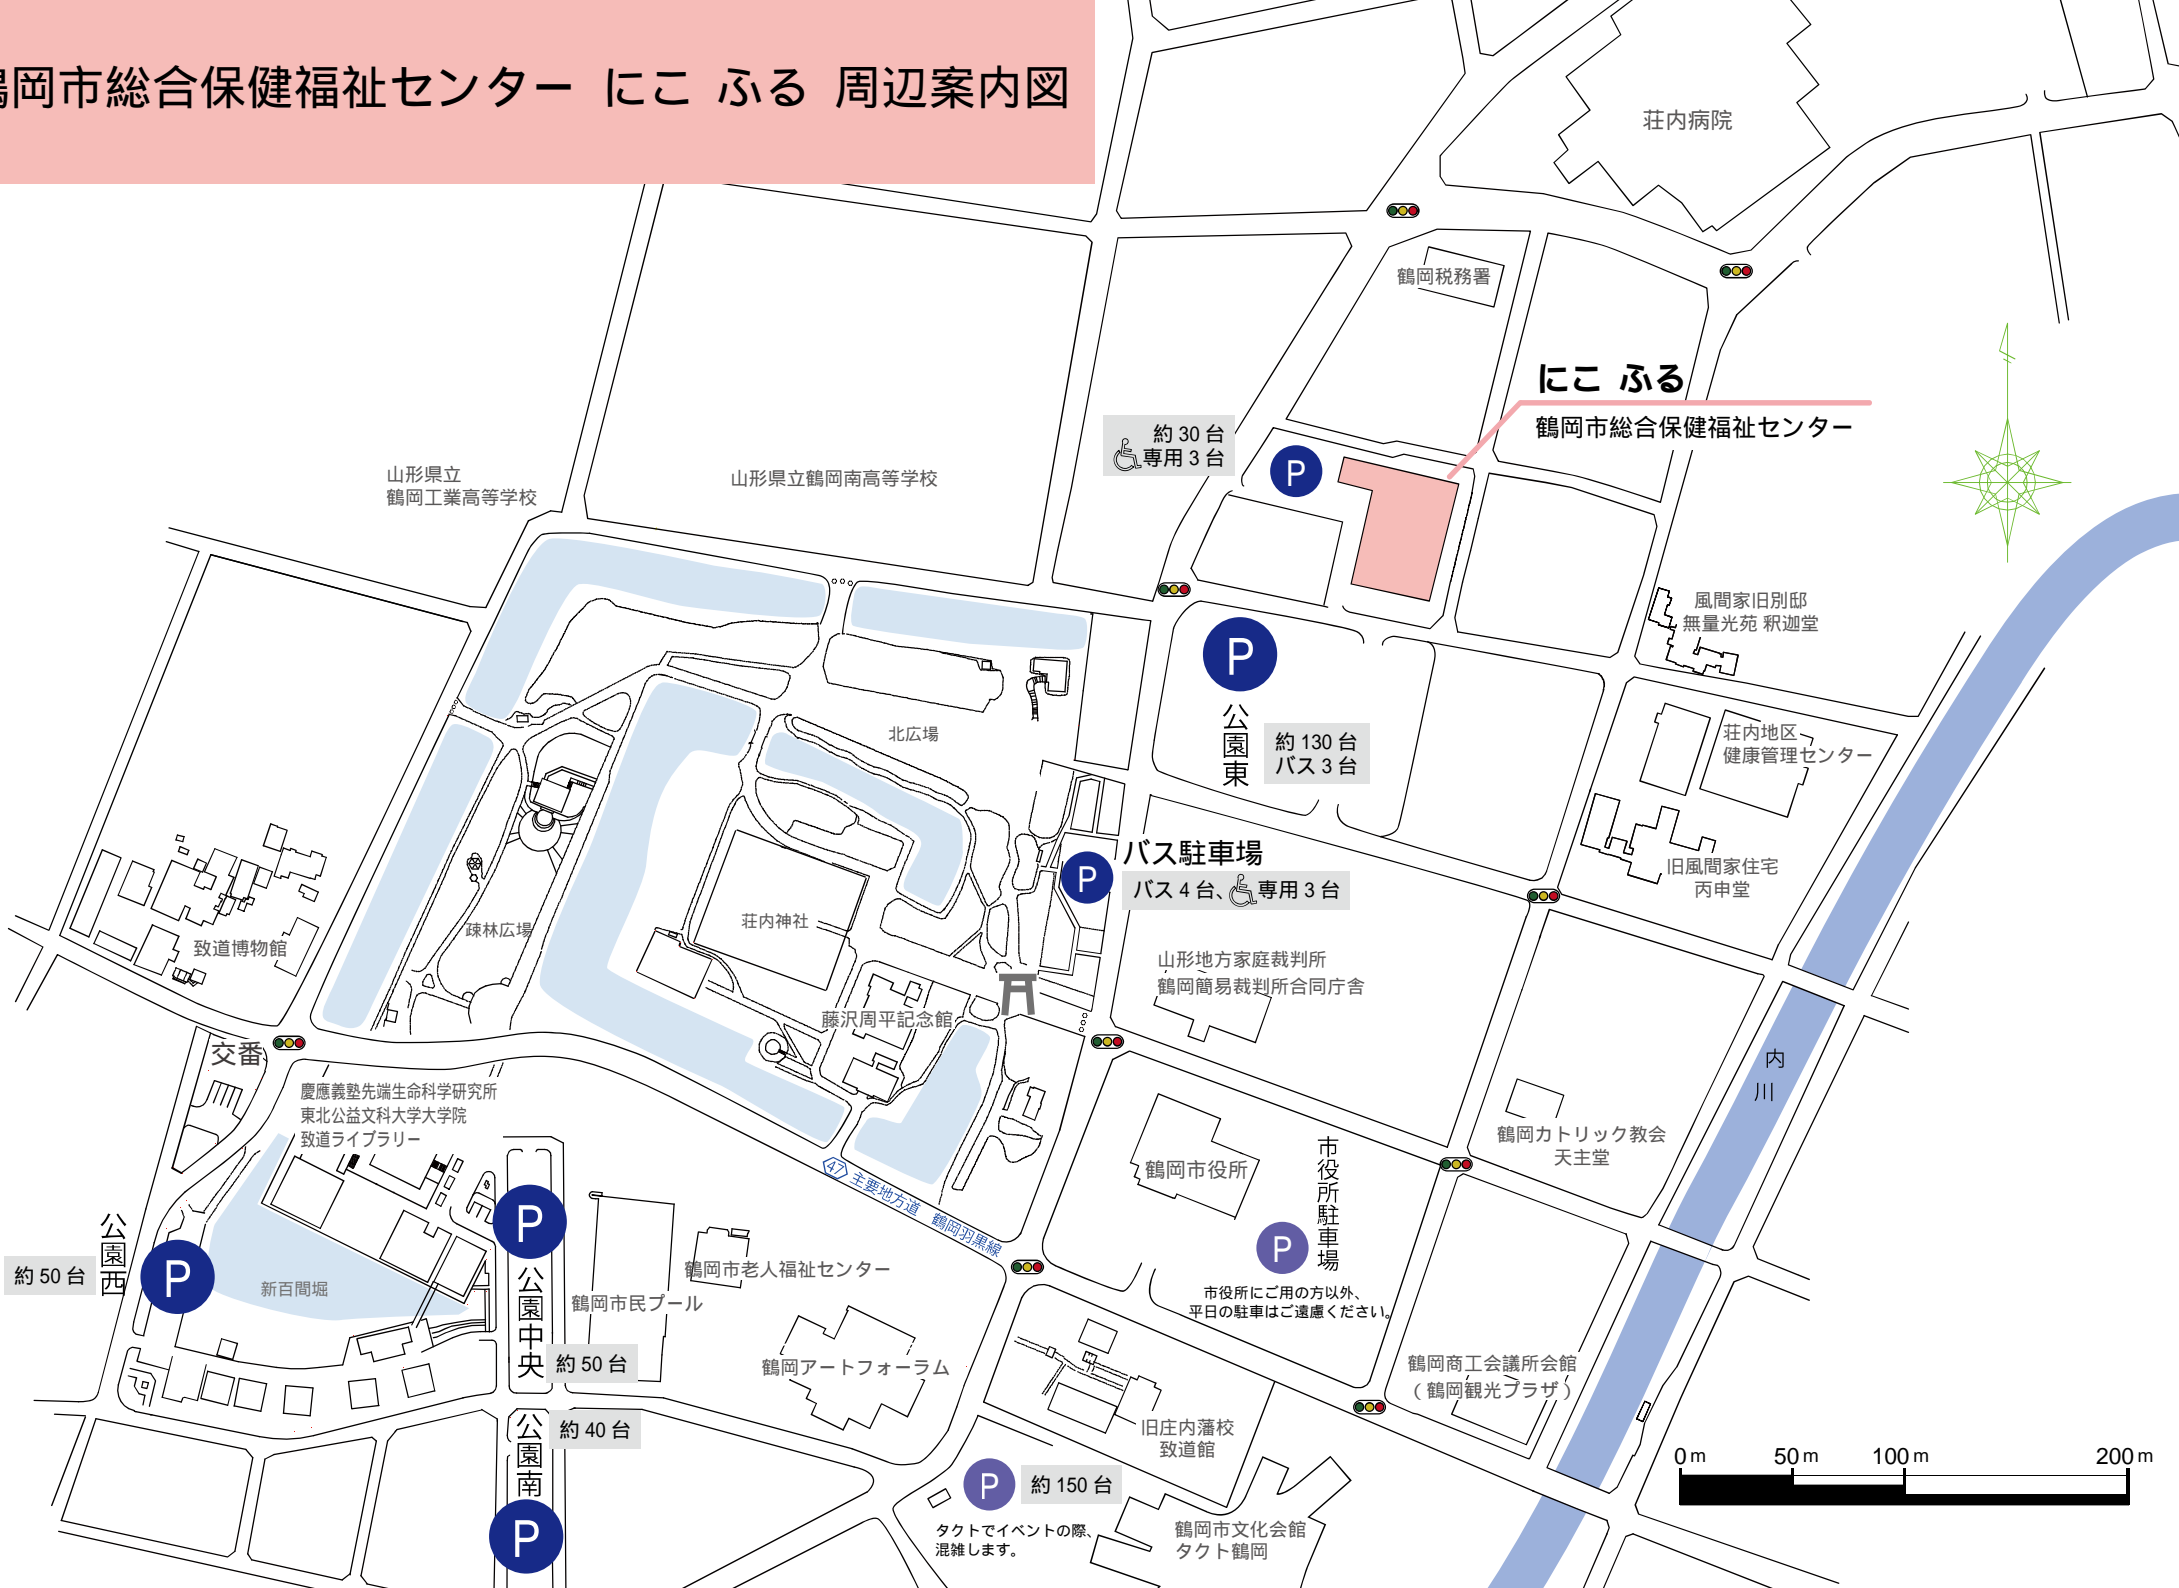 鶴岡市総合保健福祉センター にこ ふる 周辺案内図
荘内病院
鶴岡税務署
にこ ふる
鶴岡市総合保健福祉センター
約 30 台
専用 3 台
P
山形県立
鶴岡工業高等学校
山形県立鶴岡南高等学校
風間家旧別邸
無量光苑 釈迦堂
P
公園東
約 130 台
バス 3 台
北広場
荘内地区
健康管理センター
バス駐車場
P
バス 4 台、専用 3 台
旧風間家住宅
丙申堂
荘内神社
疎林広場
致道博物館
山形地方家庭裁判所
鶴岡簡易裁判所合同庁舎
藤沢周平記念館
交番
内川
慶應義塾先端生命科学研究所
東北公益文科大学大学院
致道ライブラリー
鶴岡カトリック教会
天主堂
鶴岡市役所
市役所駐車場
P
市役所にご用の方以外、
平日の駐車はご遠慮ください。
47 主要地方道 鶴岡羽黒線
公園西
約 50 台
P
新百間堀
P
公園中央
約 50 台
鶴岡市老人福祉センター
鶴岡市民プール
鶴岡アートフォーラム
鶴岡商工会議所会館
（鶴岡観光プラザ）
公園南
約 40 台
P
旧庄内藩校
致道館
P
約 150 台
タクトでイベントの際、
混雑します。
鶴岡市文化会館
タクト鶴岡
0 m 50 m 100 m 200 m